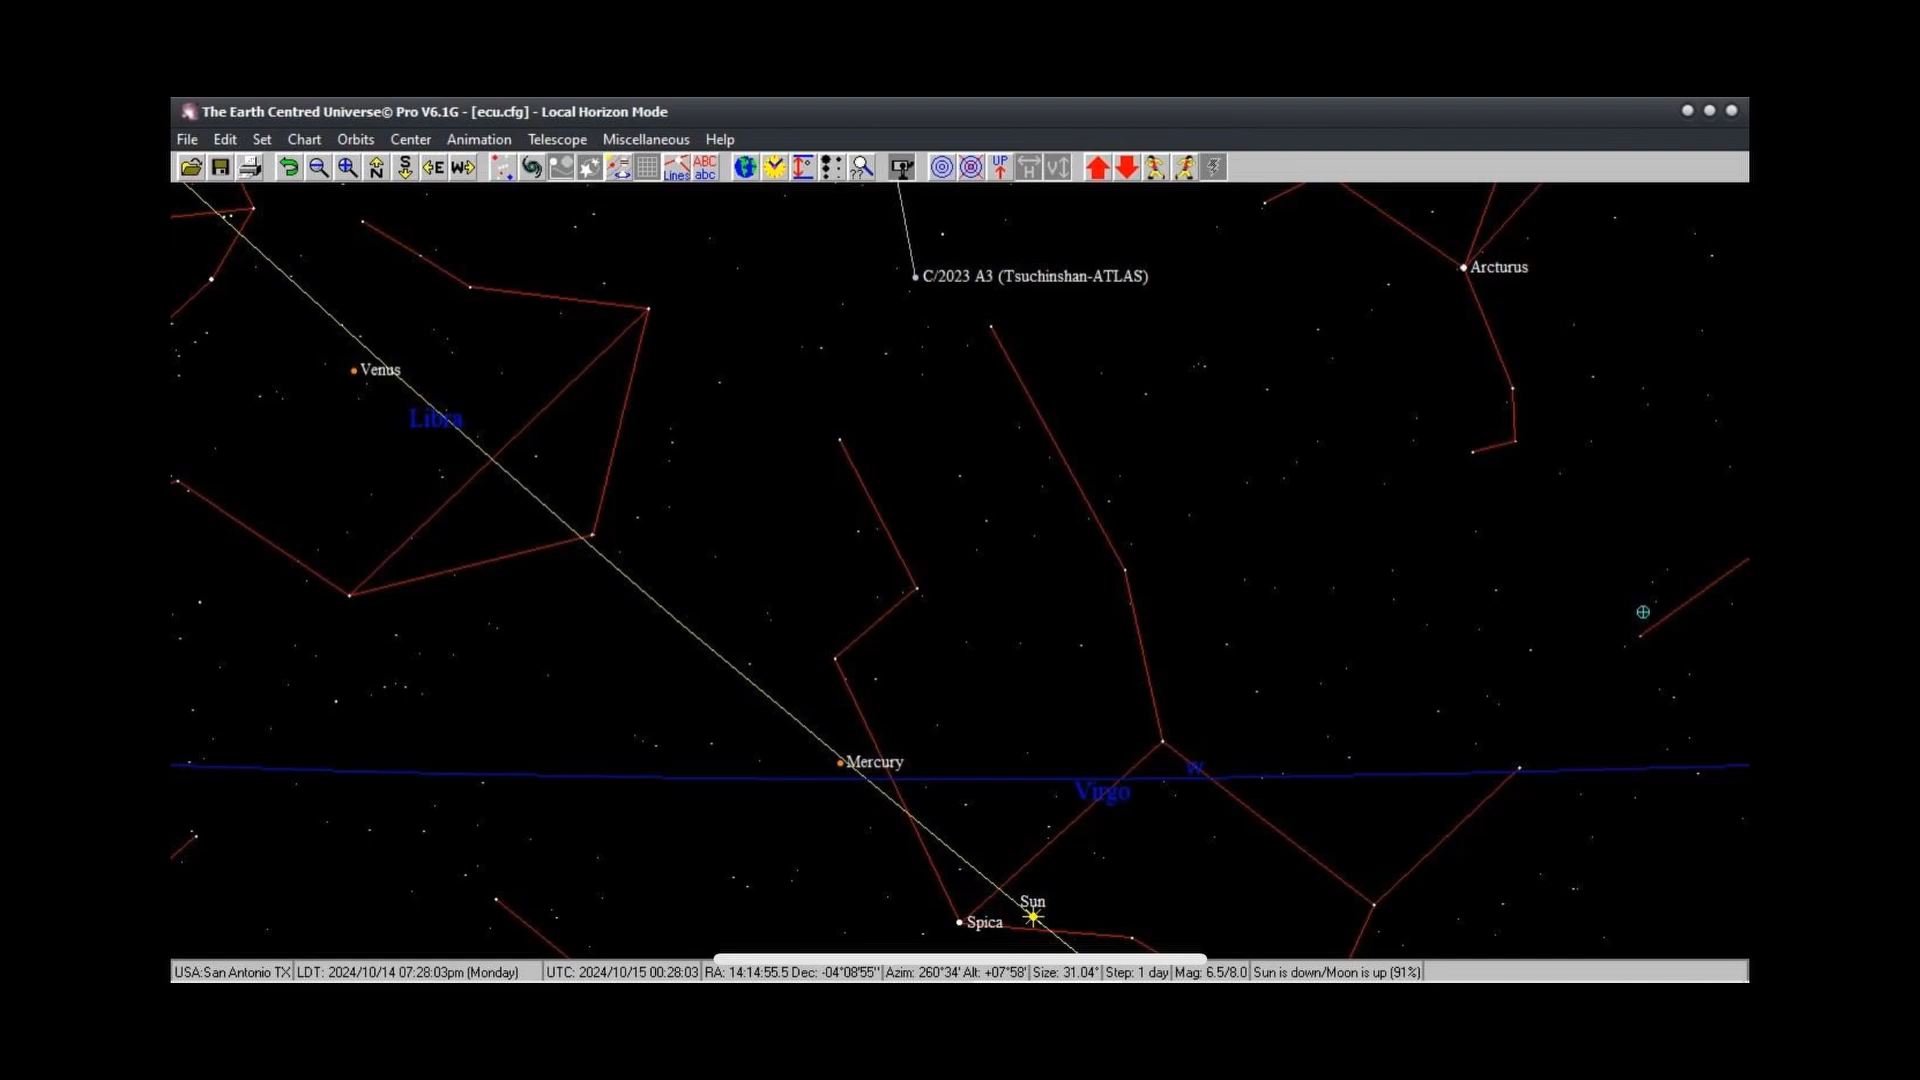 The Earth Centred Universe© Pro V6.1G - [ecu.cfg] - Local Horizon Mode
File Edit Set Chart Orbits Center Animation Telescope Miscellaneous Help
N S E W Lines ABC abc ?? UP H V
C/2023 A3 (Tsuchinshan-ATLAS)
Arcturus
Venus
Libra
Mercury
W
Virgo
Sun
Spica
USA:San Antonio TX LDT: 2024/10/14 07:28:03pm (Monday) UTC: 2024/10/15 00:28:03 RA: 14:14:55.5 Dec: -04°08'55" Azim: 260°34' Alt: +07°58' Size: 31.04° Step: 1 day Mag: 6.5/8.0 Sun is down/Moon is up (91%)